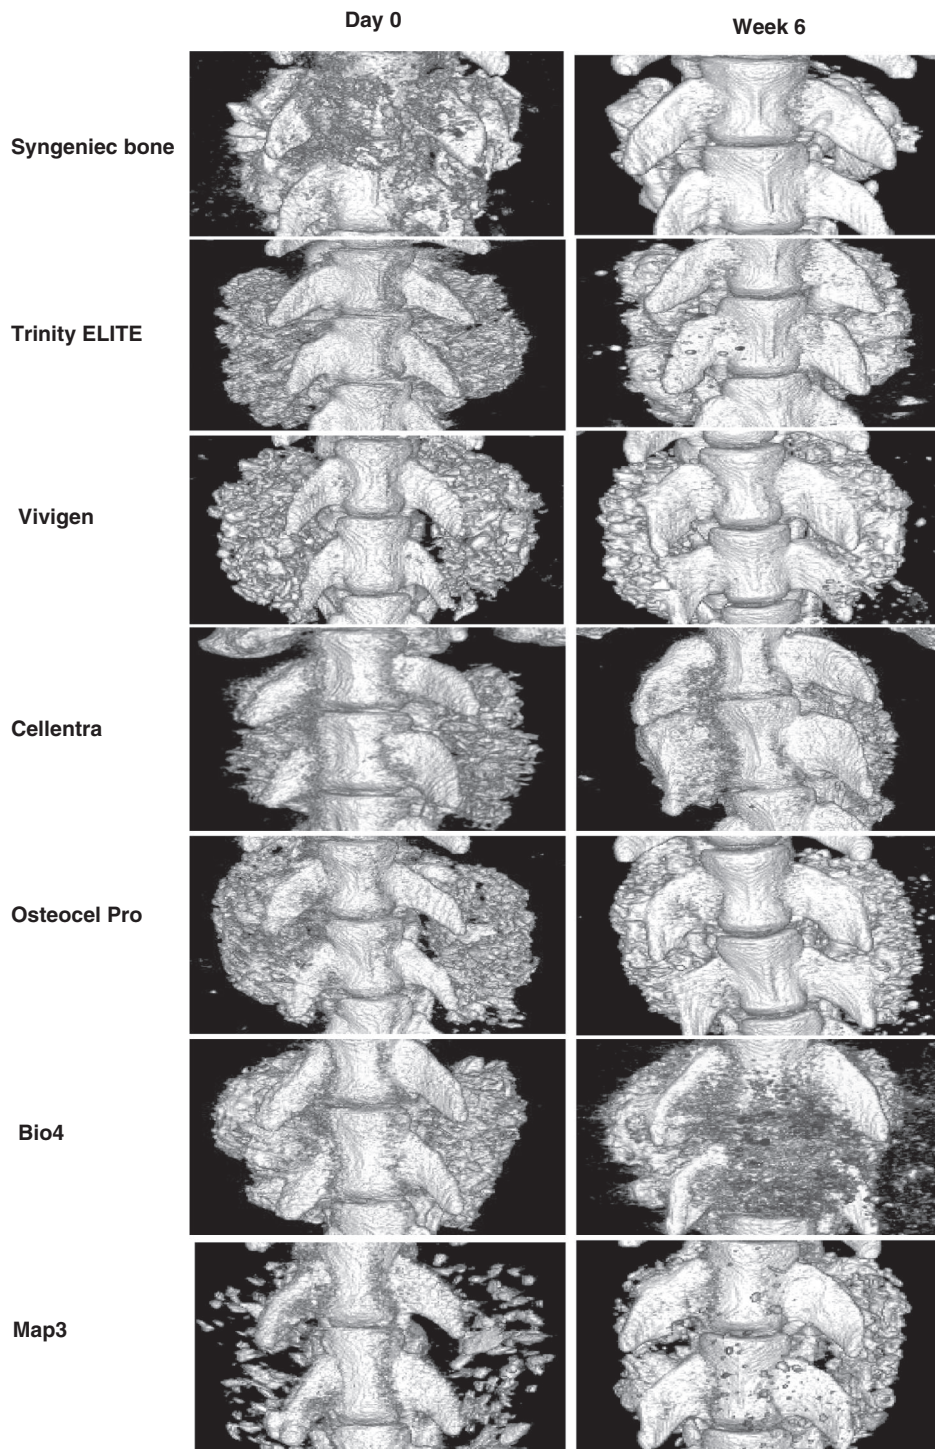 Day 0
Week 6
Syngeniec bone
Trinity ELITE
Vivigen
Cellentra
Osteocel Pro
Bio4
Map3